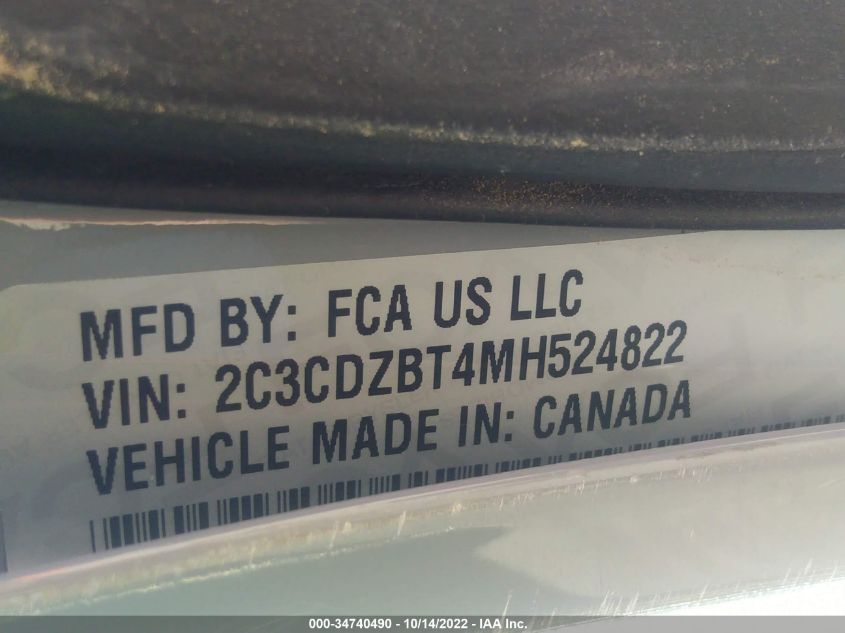 MFD BY: FCA US LLC
VIN: 2C3CDZBT4MH524822
VEHICLE MADE IN: CANADA
000-34740490 - 10/14/2022 - IAA Inc.